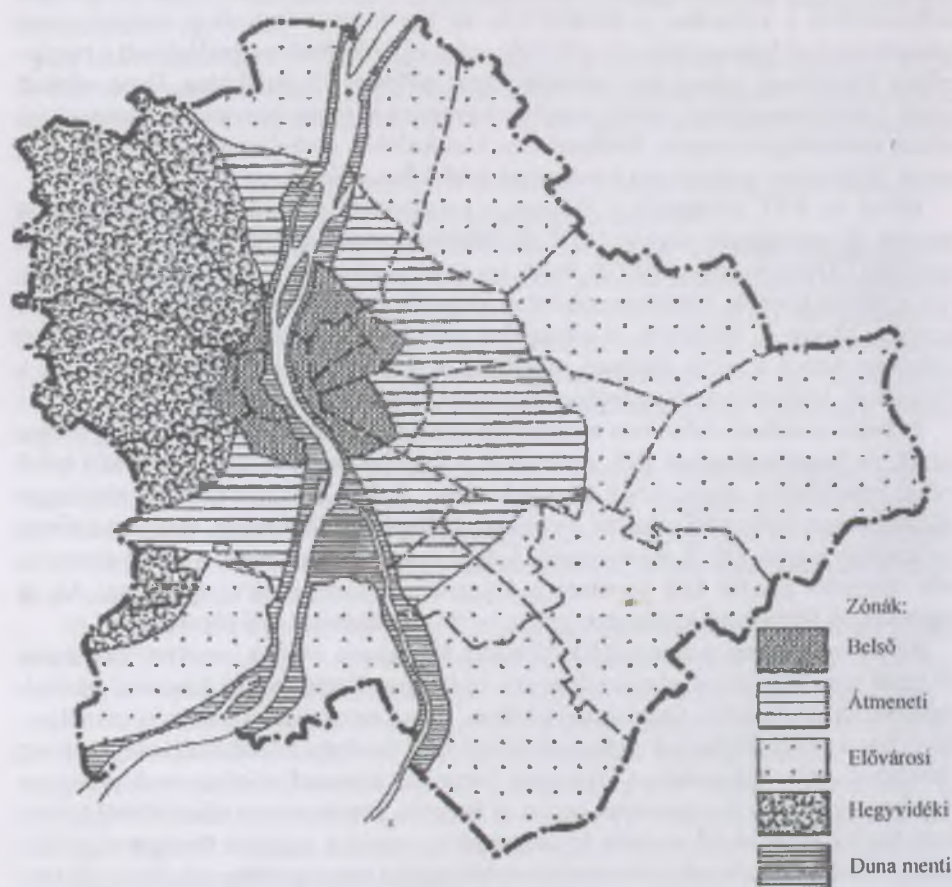 Zónák:
Belső
Átmeneti
Elővárosi
Hegyvidéki
Duna menti